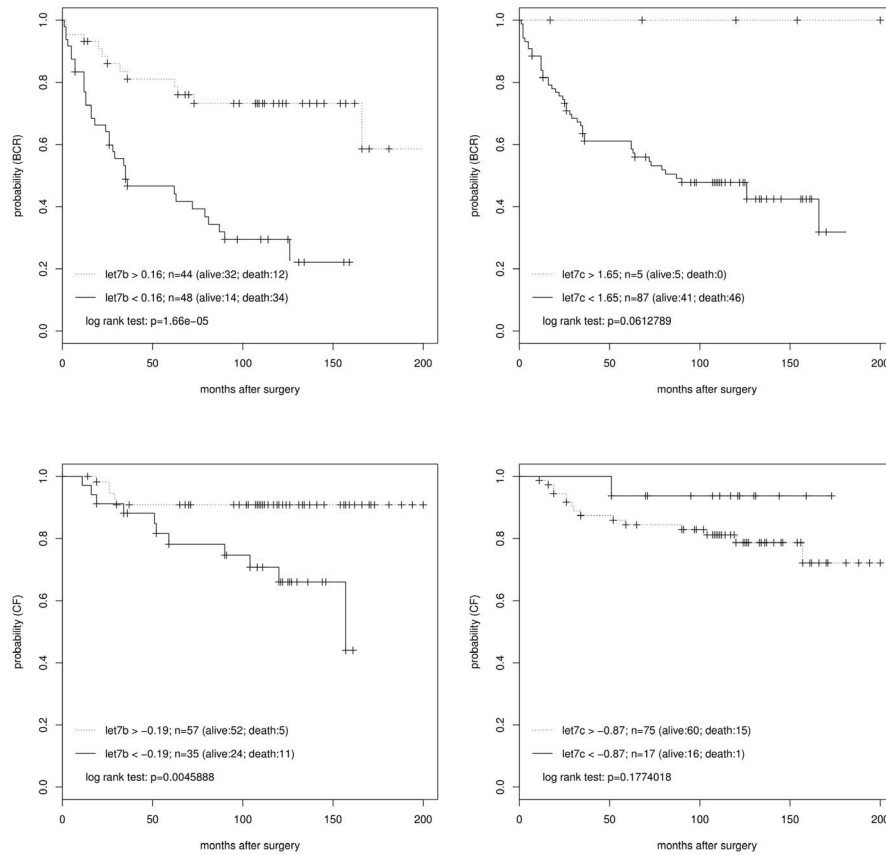 probability (BCR)
1.0
0.8
0.6
0.4
0.2
0.0
let7b > 0.16; n=44 (alive:32; death:12)
let7b < 0.16; n=48 (alive:14; death:34)
log rank test: p=1.66e−05
0 50 100 150 200
months after surgery
probability (BCR)
1.0
0.8
0.6
0.4
0.2
0.0
let7c > 1.65; n=5 (alive:5; death:0)
let7c < 1.65; n=87 (alive:41; death:46)
log rank test: p=0.0612789
0 50 100 150 200
months after surgery
probability (CF)
1.0
0.8
0.6
0.4
0.2
0.0
let7b > −0.19; n=57 (alive:52; death:5)
let7b < −0.19; n=35 (alive:24; death:11)
log rank test: p=0.0045888
0 50 100 150 200
months after surgery
probability (CF)
1.0
0.8
0.6
0.4
0.2
0.0
let7c > −0.87; n=75 (alive:60; death:15)
let7c < −0.87; n=17 (alive:16; death:1)
log rank test: p=0.1774018
0 50 100 150 200
months after surgery